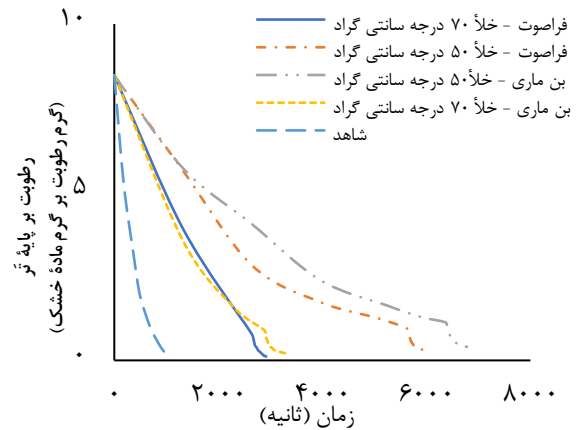 ۱۰
فراصوت - خلأ ۷۰ درجه سانتی گراد
فراصوت - خلأ ۵۰ درجه سانتی گراد
بن ماری - خلأ۵۰ درجه سانتی گراد
بن ماری - خلأ ۷۰ درجه سانتی گراد
شاهد
رطوبت بر پایۀ تَر
(گرم رطوبت بر گرم مادۀ خشک)
۵
۰
۰ ۲۰۰۰ ۴۰۰۰ ۶۰۰۰ ۸۰۰۰
زمان (ثانیه)